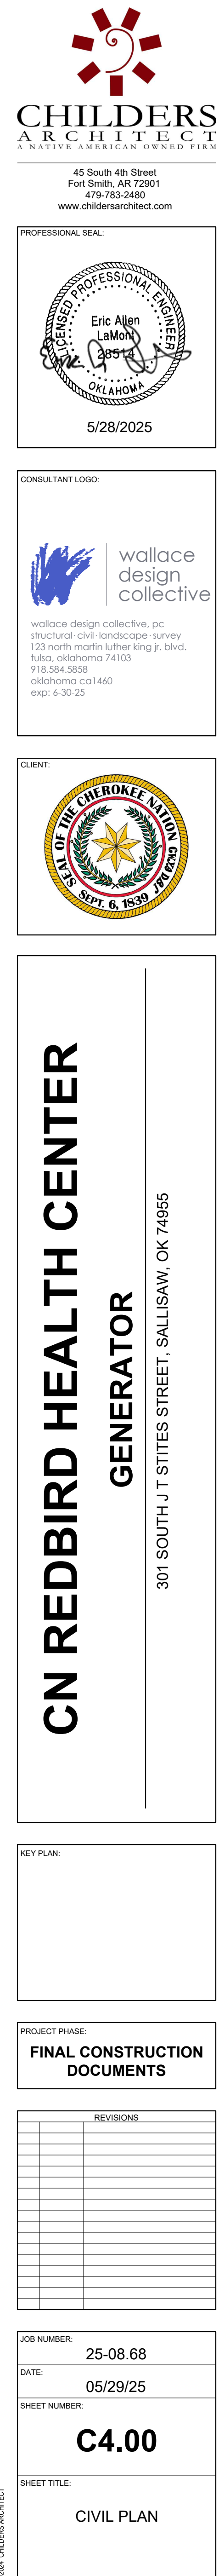 CHILDERS
ARCHITECT
A NATIVE AMERICAN OWNED FIRM
45 South 4th Street
Fort Smith, AR 72901
479-783-2480
www.childersarchitect.com
PROFESSIONAL SEAL:
LICENSED PROFESSIONAL ENGINEER
Eric Allen
LaMont
28514
OKLAHOMA
5/28/2025
CONSULTANT LOGO:
wallace
design
collective
wallace design collective, pc
structural · civil · landscape · survey
123 north martin luther king jr. blvd.
tulsa, oklahoma 74103
918.584.5858
oklahoma ca1460
exp: 6-30-25
CLIENT:
SEAL OF THE CHEROKEE NATION
SEPT. 6, 1839
CN REDBIRD HEALTH CENTER
GENERATOR
301 SOUTH J T STITES STREET, SALLISAW, OK 74955
KEY PLAN:
PROJECT PHASE:
FINAL CONSTRUCTION
DOCUMENTS
REVISIONS
JOB NUMBER:
25-08.68
DATE:
05/29/25
SHEET NUMBER:
C4.00
SHEET TITLE:
CIVIL PLAN
2024 CHILDERS ARCHITECT